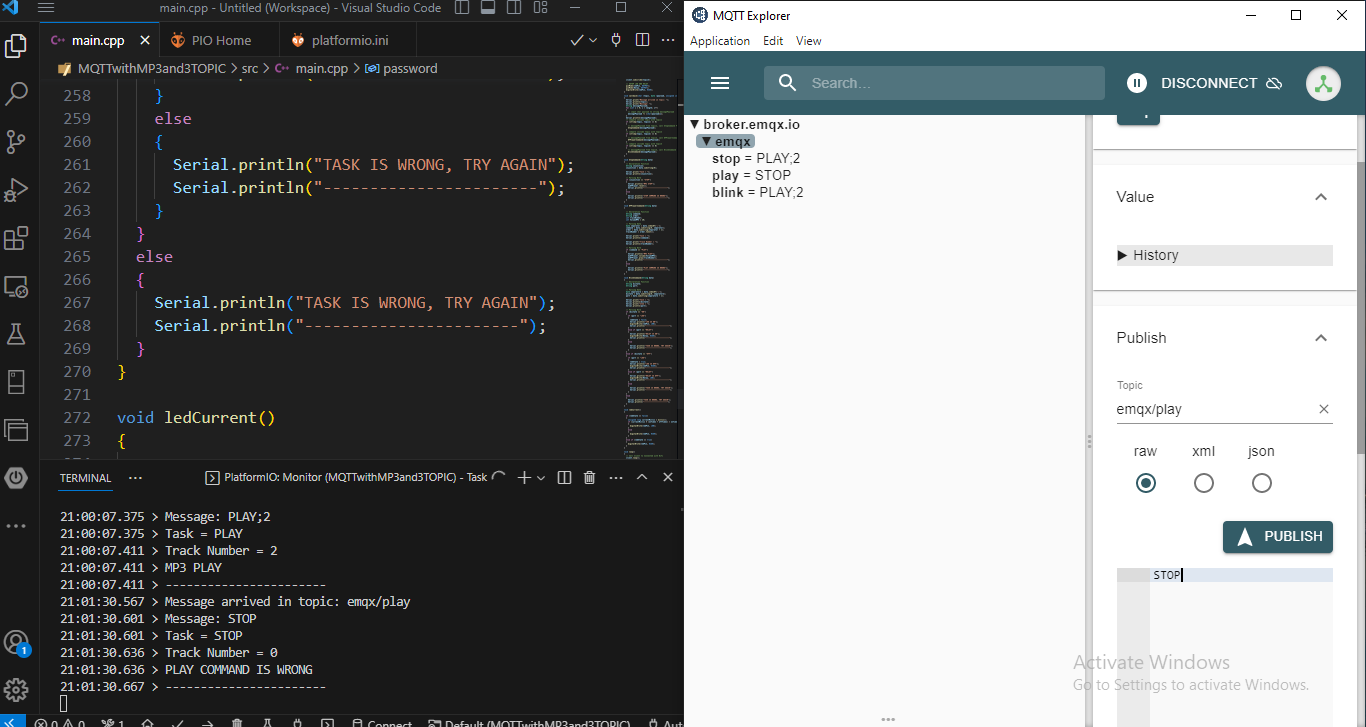 main.cpp - Untitled (Workspace) - Visual Studio Code
main.cpp
PIO Home
platformio.ini
MQTTwithMP3and3TOPIC > src > main.cpp > password
258 }
259 else
260 {
261 Serial.println("TASK IS WRONG, TRY AGAIN");
262 Serial.println("-----------------------");
263 }
264 }
265 else
266 {
267 Serial.println("TASK IS WRONG, TRY AGAIN");
268 Serial.println("-----------------------");
269 }
270 }
271
272 void ledCurrent()
273 {
TERMINAL
PlatformIO: Monitor (MQTTwithMP3and3TOPIC) - Task
21:00:07.375 > Message: PLAY;2
21:00:07.375 > Task = PLAY
21:00:07.411 > Track Number = 2
21:00:07.411 > MP3 PLAY
21:00:07.411 > -----------------------
21:01:30.567 > Message arrived in topic: emqx/play
21:01:30.601 > Message: STOP
21:01:30.601 > Task = STOP
21:01:30.636 > Track Number = 0
21:01:30.636 > PLAY COMMAND IS WRONG
21:01:30.667 > -----------------------
1
0 0 1 Connect Default (MQTTwithMP3and3TOPIC) Aut
MQTT Explorer
Application Edit View
Search...
DISCONNECT
broker.emqx.io
emqx
stop = PLAY;2
play = STOP
blink = PLAY;2
Value
History
Publish
Topic
emqx/play
raw xml json
PUBLISH
STOP
Activate Windows
Go to Settings to activate Windows.